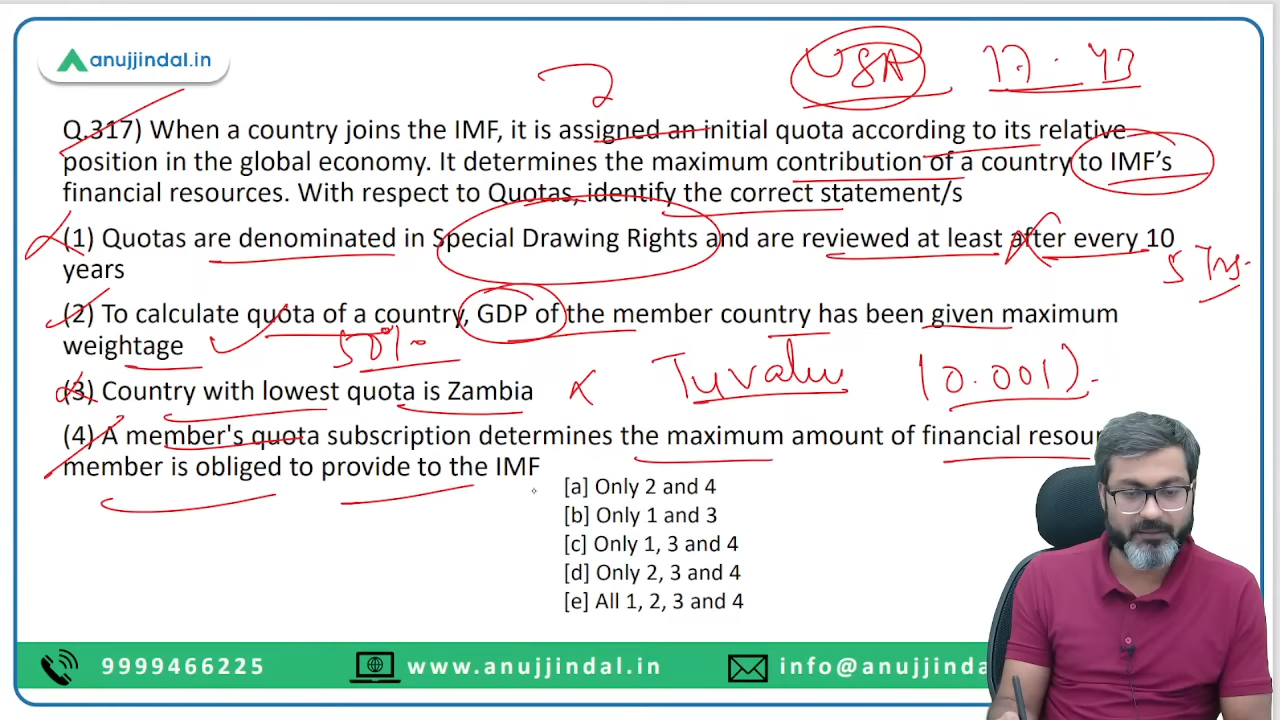 anujjindal.in
USA 17.43
Q.317) When a country joins the IMF, it is assigned an initial quota according to its relative
position in the global economy. It determines the maximum contribution of a country to IMF's
financial resources. With respect to Quotas, identify the correct statement/s
(1) Quotas are denominated in Special Drawing Rights and are reviewed at least after every 10
years
5 Yrs.
(2) To calculate quota of a country, GDP of the member country has been given maximum
weightage
50%
(3) Country with lowest quota is Zambia
Tuvalu (0.001)
(4) A member's quota subscription determines the maximum amount of financial
member is obliged to provide to the IMF
[a] Only 2 and 4
[b] Only 1 and 3
[c] Only 1, 3 and 4
[d] Only 2, 3 and 4
[e] All 1, 2, 3 and 4
9999466225
www.anujjindal.in